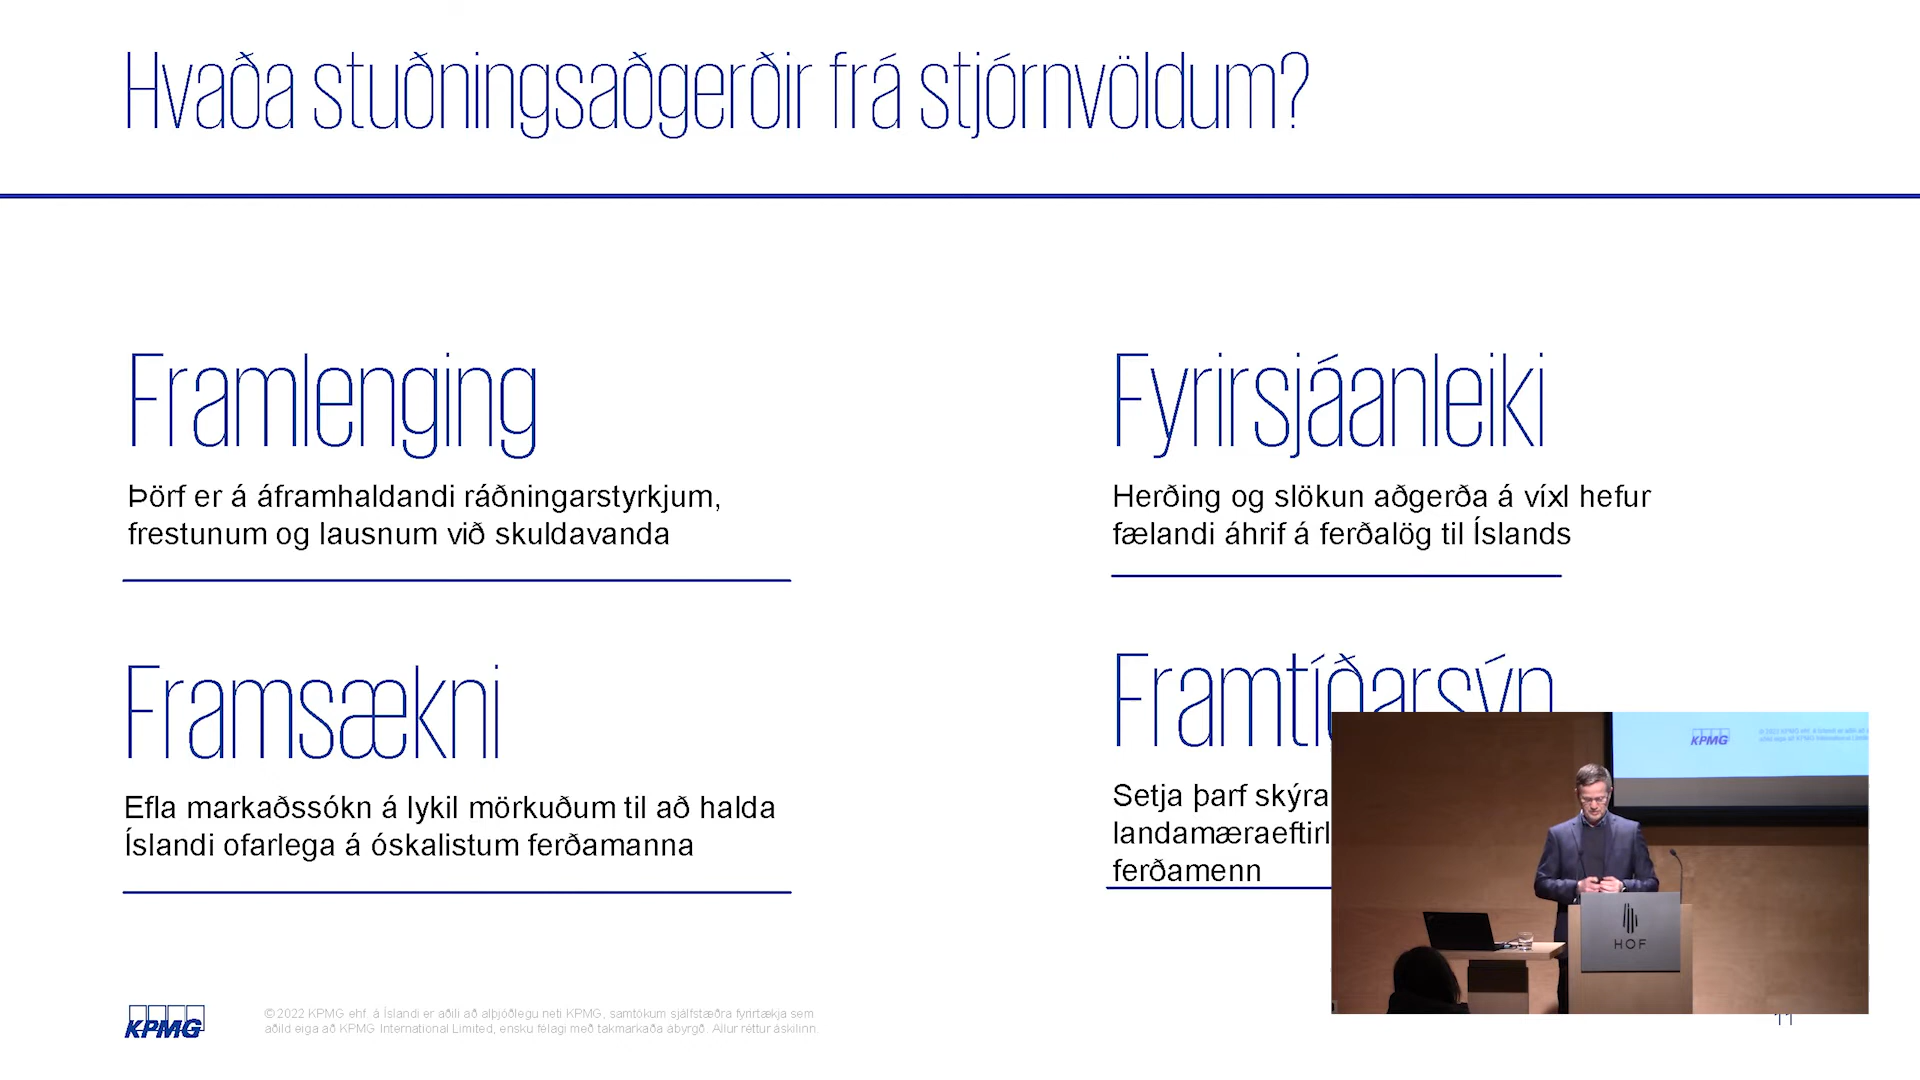 Hvaða stuðningsaðgerðir frá stjórnvöldum?
Framlenging
Þörf er á áframhaldandi ráðningarstyrkjum,
frestunum og lausnum við skuldavanda
Fyrirsjáanleiki
Herðing og slökun aðgerða á víxl hefur
fælandi áhrif á ferðalög til Íslands
Framsækni
Efla markaðssókn á lykil mörkuðum til að halda
Íslandi ofarlega á óskalistum ferðamanna
Framtíðarsýn
Setja þarf skýra
landamæraeftirl
ferðamenn
KPMG
HOF
KPMG
© 2022 KPMG ehf. á Íslandi er aðili að alþjóðlegu neti KPMG, samtökum sjálfstæðra fyrirtækja sem
aðild eiga að KPMG International Limited, ensku félagi með takmarkaða ábyrgð. Allur réttur áskilinn.
11